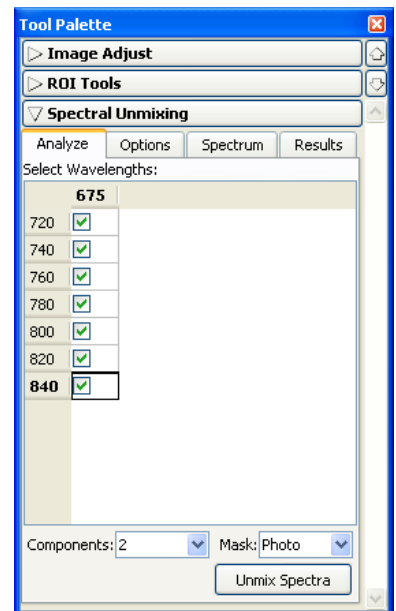 Tool Palette
Image Adjust
ROI Tools
Spectral Unmixing
Analyze Options Spectrum Results
Select Wavelengths:
675
720
740
760
780
800
820
840
Components: 2 Mask: Photo
Unmix Spectra